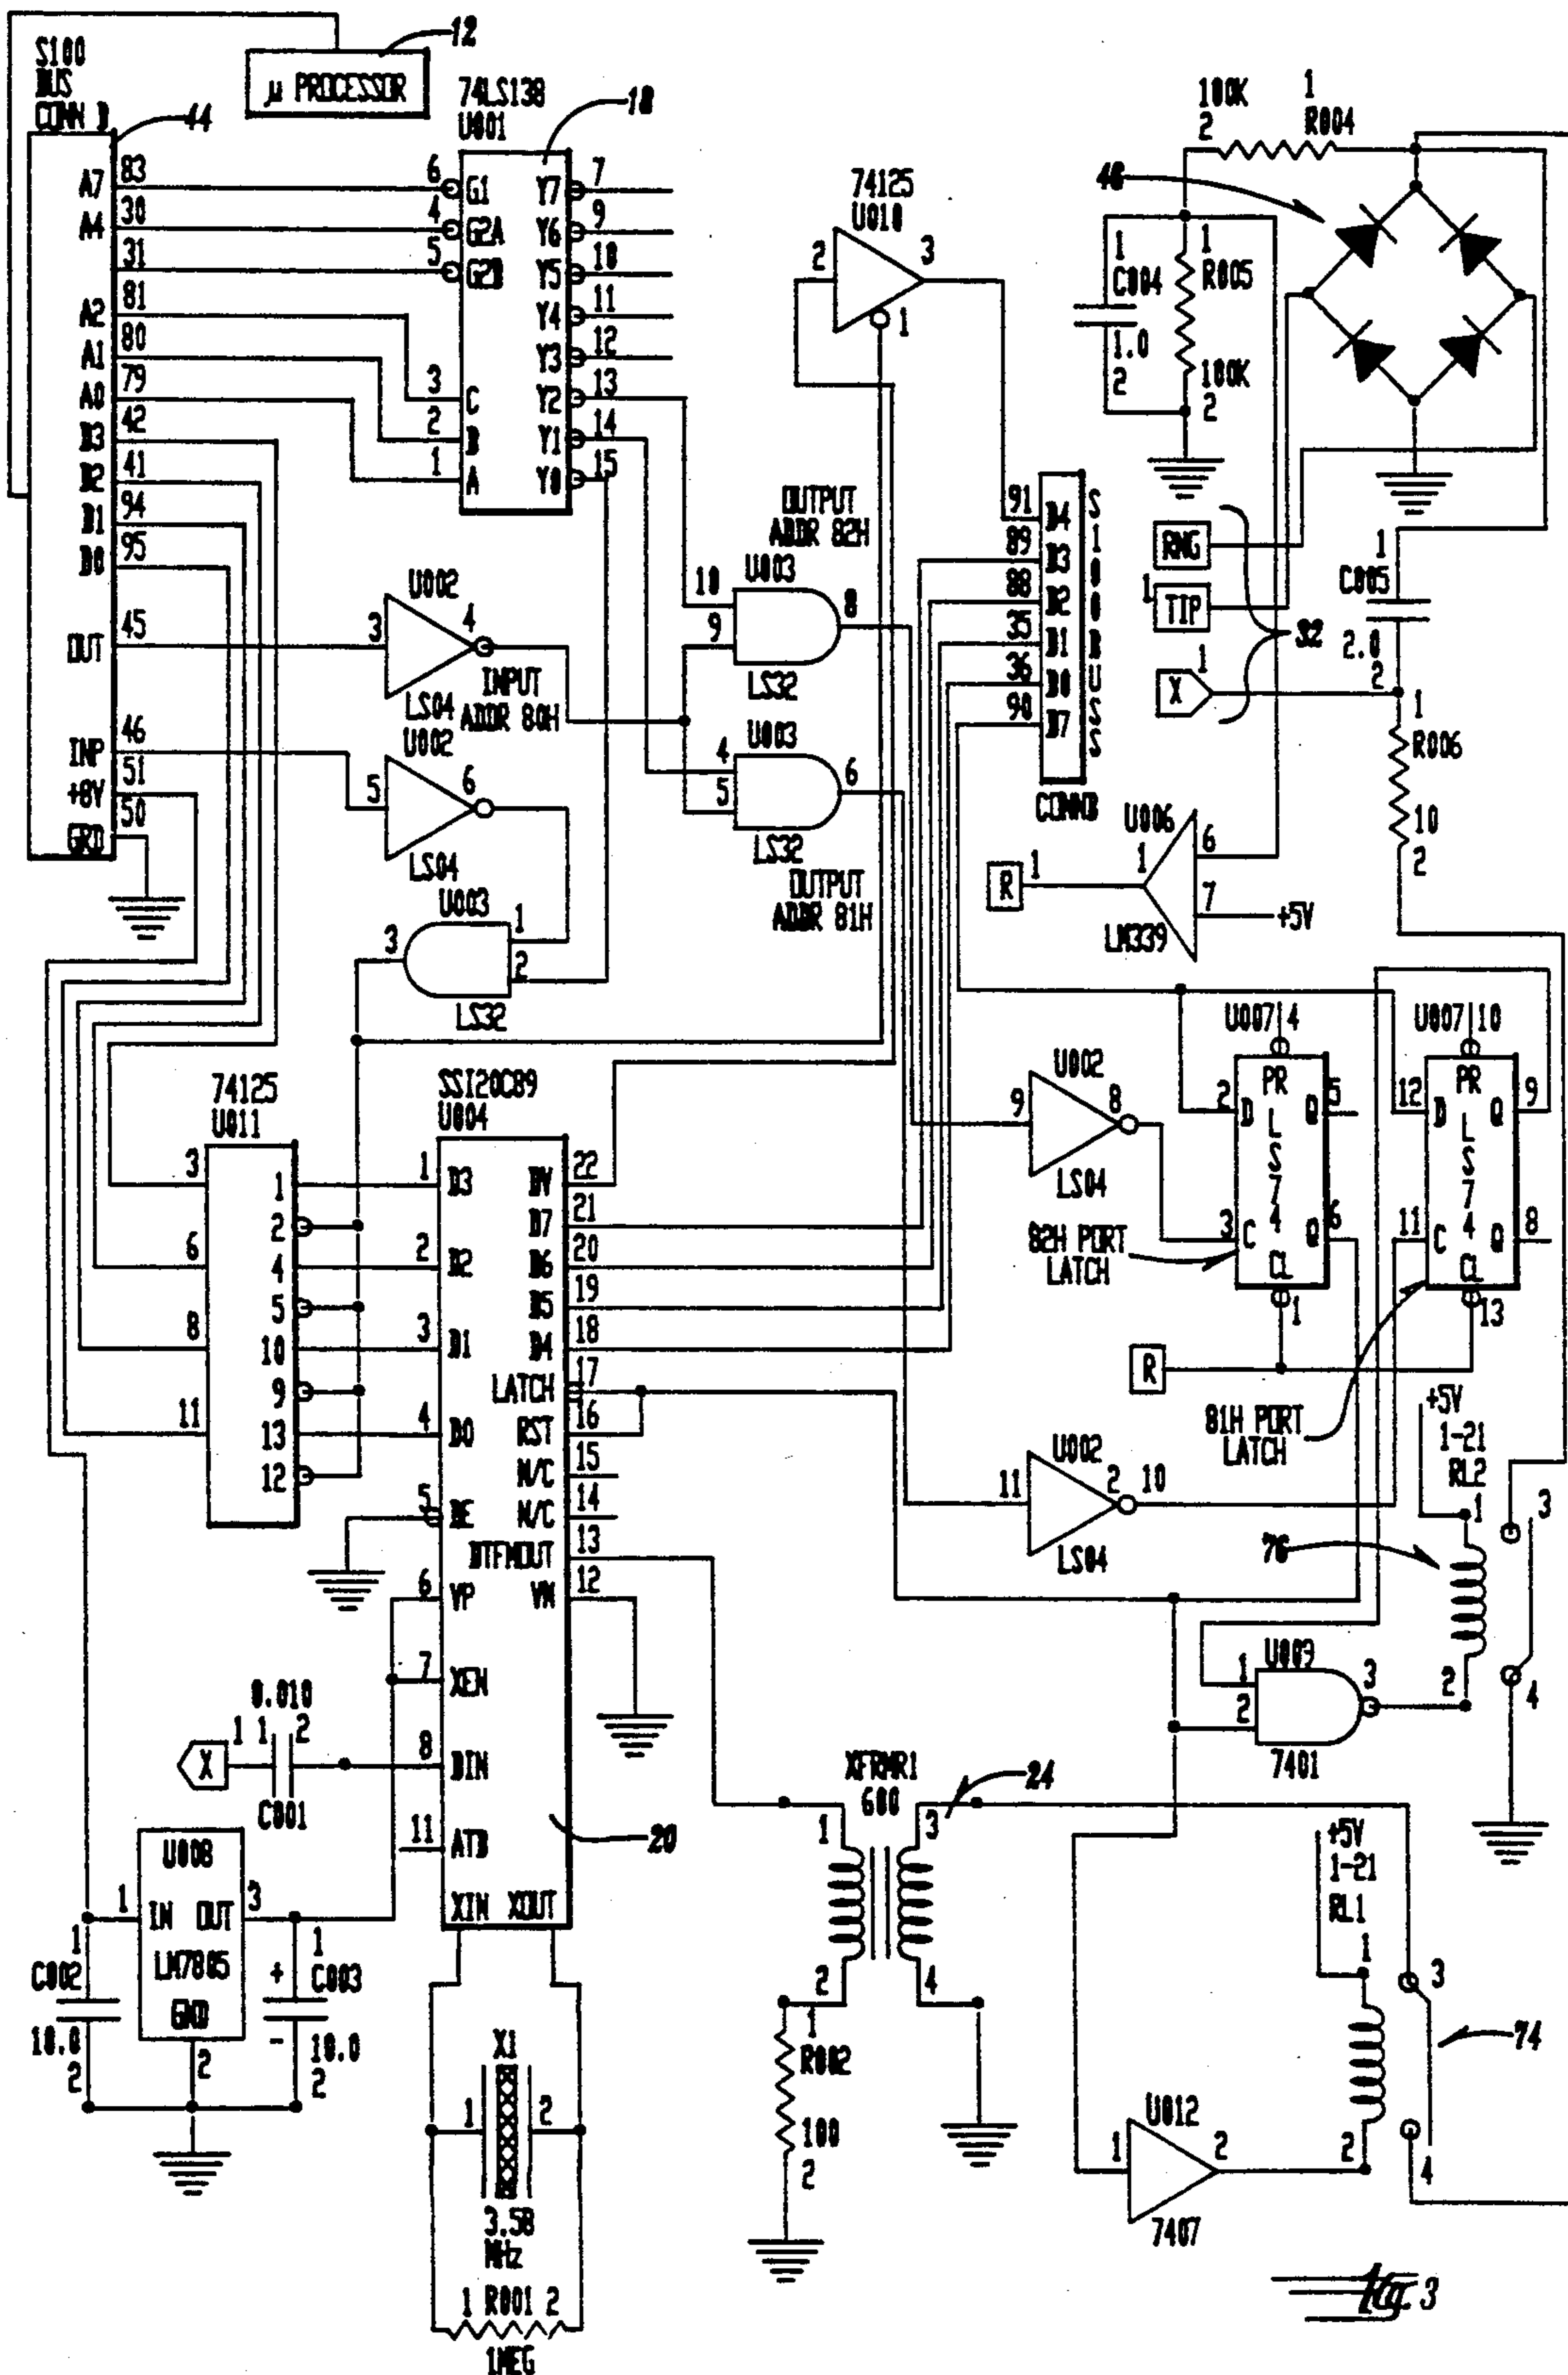 12
S100
BUS
CONN B
44
µ PROCESSOR
74LS138
U001
18
A7 83
A4 30
31
A2 81
A1 80
A0 79
D3 42
D2 41
D1 94
D0 95
OUT 45
INP 46
+8V 51
GRD 50
6 G1
4 G2A
5 G2B
3 C
2 B
1 A
Y7 7
Y6 9
Y5 10
Y4 11
Y3 12
Y2 13
Y1 14
Y0 15
74125
U010
2
3
1
100K
2
1
R004
46
1
C004
1.0
2
1
R005
100K
2
OUTPUT
ADDR 82H
U003
10
9
8
LS32
U002
3
4
LS04
INPUT
ADDR 80H
U002
5
6
LS04
U003
4
5
6
LS32
OUTPUT
ADDR 81H
U003
3
1
2
LS32
91 D4
89 D3
88 D2
35 D1
36 D0
90 D7
S100BUSS
CONNB
RNG
1 TIP
X 1
32
1
C005
2.0
2
1
R006
10
2
U006
6
7
1
R 1
LM339
+5V
74125
U011
3
6
8
11
1
2
4
5
10
9
13
12
SSI20C89
U004
1 D3
2 D2
3 D1
4 D0
5 DE
6 VP
7 XEN
8 DIN
11 ATB
XIN XOUT
DV 22
D7 21
D6 20
D5 19
D4 18
LATCH 17
RST 16
N/C 15
N/C 14
DTFMOUT 13
VN 12
20
U002
9
8
LS04
U007 4
PR
2 D
Q 5
LS74
3 C
Q 6
CL
1
82H PORT
LATCH
U007 10
PR
12 D
Q 9
LS74
11 C
Q 8
CL
13
R
81H PORT
LATCH
U002
11
2 10
LS04
+5V
1-21
RL2
1
2
3
4
76
U009
1
2
3
7401
0.010
X
1 1 2
C001
U008
1 IN OUT 3
LM7805
GND
2
1
C002
10.0
2
+
1
C003
-
10.0
2
X1
1 2
3.58
MHz
1 R001 2
1MEG
XFRMR1
600
1
2
3
4
24
1
R002
100
2
+5V
1-21
RL1
1
2
3
4
74
U012
1
2
7407
Fig. 3